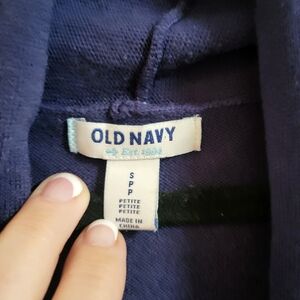 OLD NAVY
Est. 1994
S
P
P
PETITE
PETITE
PETITE
MADE IN
CHINA